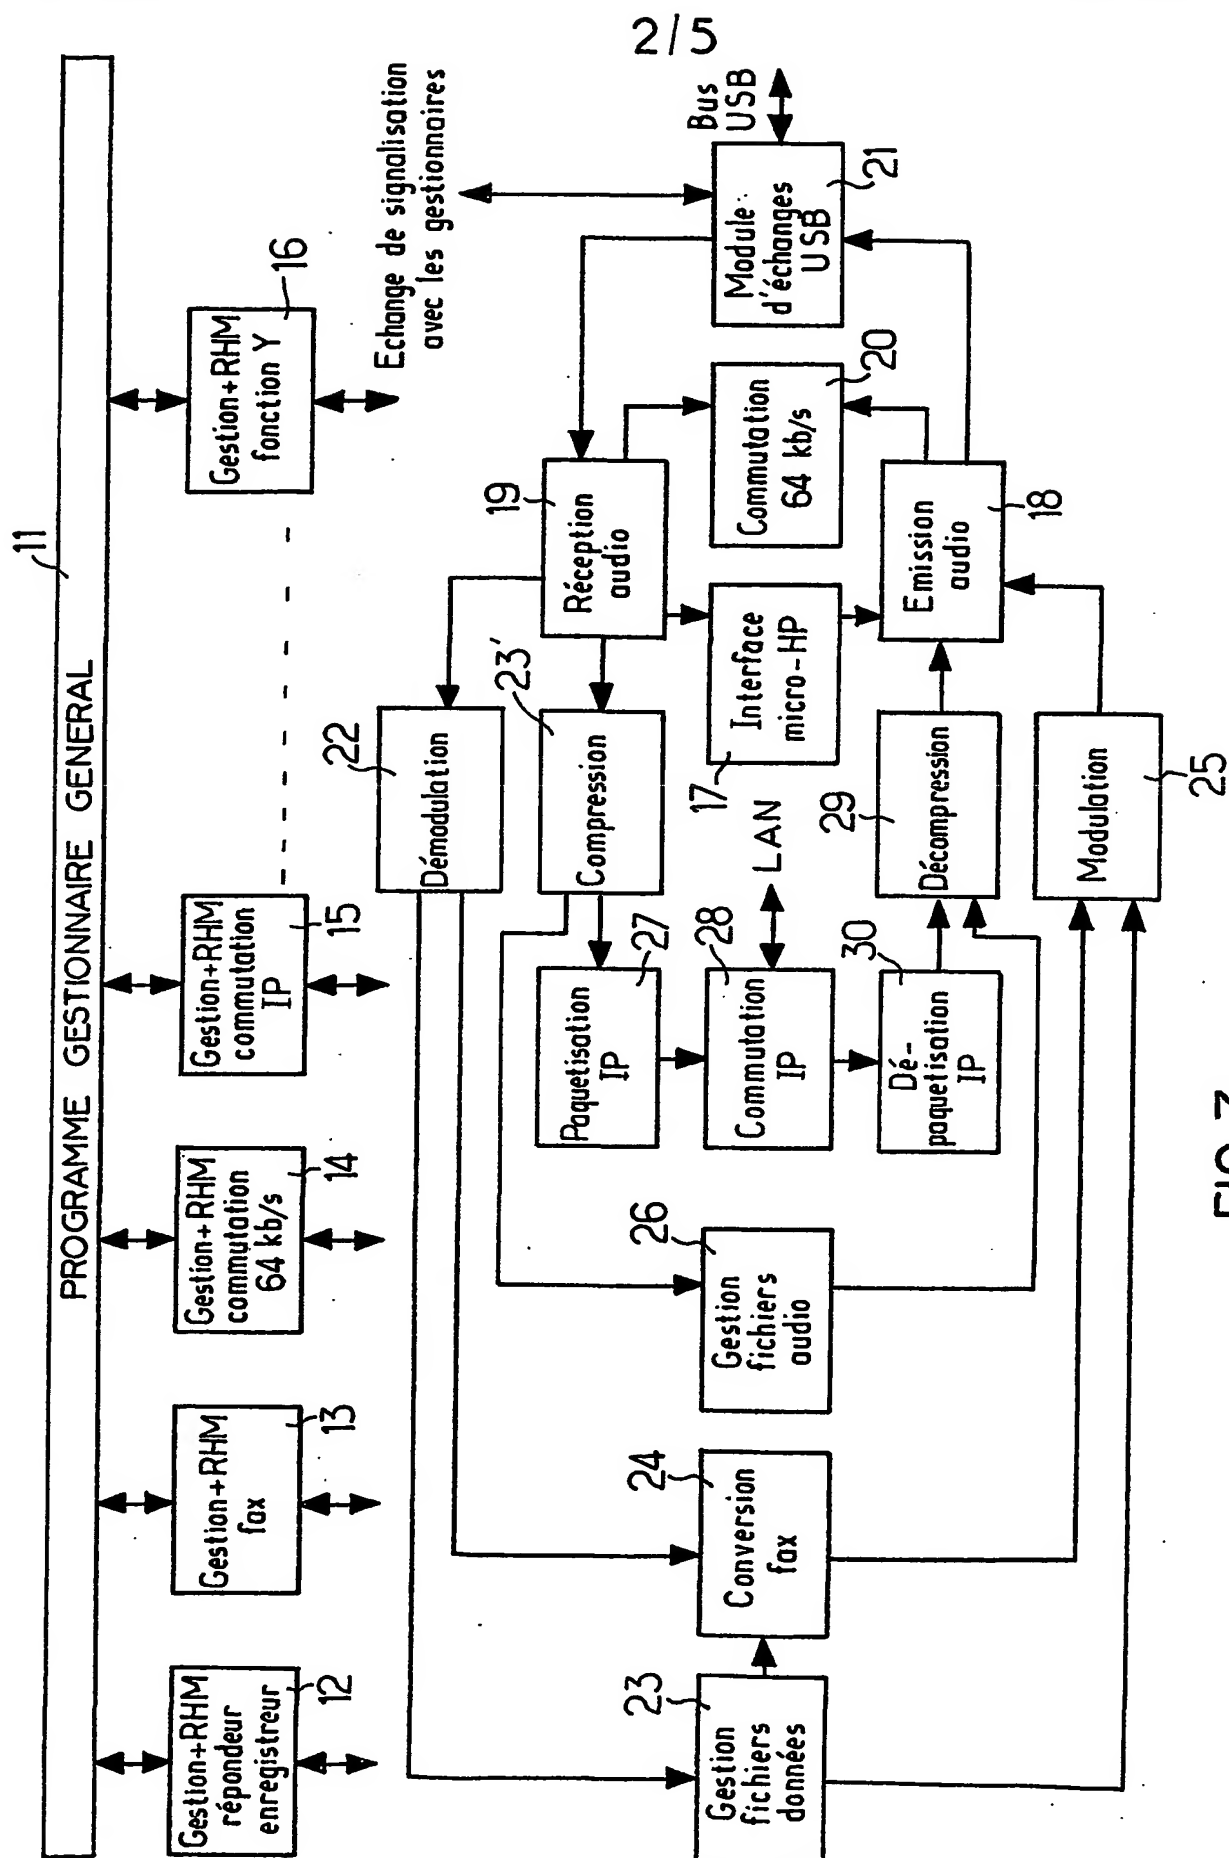 2/5
11
PROGRAMME GESTIONNAIRE GENERAL
Gestion+RHM
répondeur
enregistreur
12
Gestion+RHM
fax
13
Gestion+RHM
commutation
64 kb/s
14
Gestion+RHM
commutation
IP
15
Gestion+RHM
fonction Y
16
Echange de signalisation
avec les gestionnaires
Démodulation
22
Compression
23'
Réception
audio
19
Paquétisation
IP
27
Gestion
fichiers
données
23
Conversion
fax
24
Gestion
fichiers
audio
26
Commutation
IP
28
LAN
Interface
micro-HP
17
Commutation
64 kb/s
20
Module
d'échanges
USB
21
Bus
USB
Dé-
paquetisation
IP
30
Décompression
29
Emission
audio
18
Modulation
25